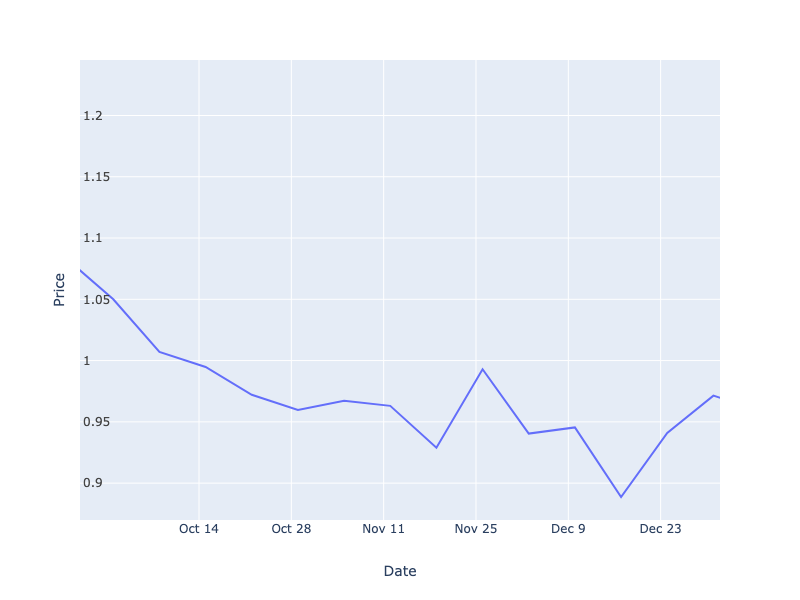 1.2
1.15
1.1
1.05
1
0.95
0.9
Price
Oct 14
Oct 28
Nov 11
Nov 25
Dec 9
Dec 23
Date